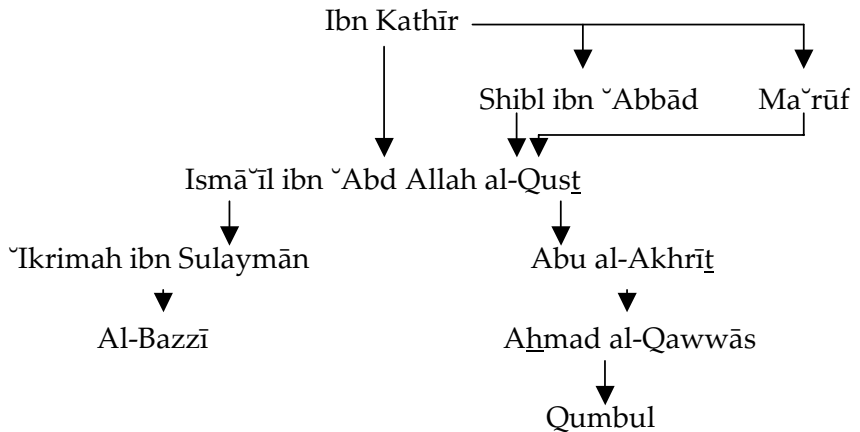 Ibn Kathīr
Shibl ibn ˘Abbād Ma˘rūf
Ismā˘īl ibn ˘Abd Allah al-Qusṯ
˘Ikrimah ibn Sulaymān Abu al-Akhrīṯ
Al-Bazzī Aẖmad al-Qawwās
Qumbul